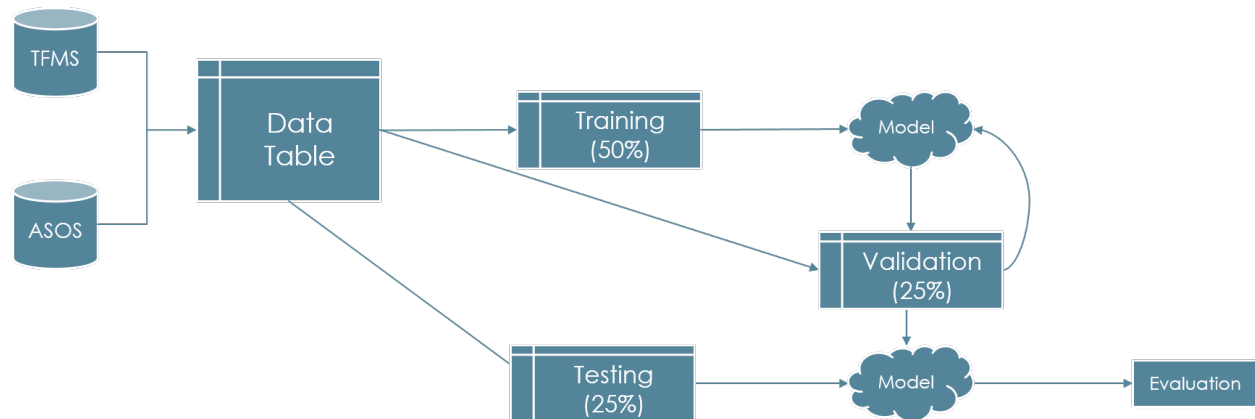 TFMS
ASOS
Data
Table
Training
(50%)
Model
Validation
(25%)
Testing
(25%)
Model
Evaluation